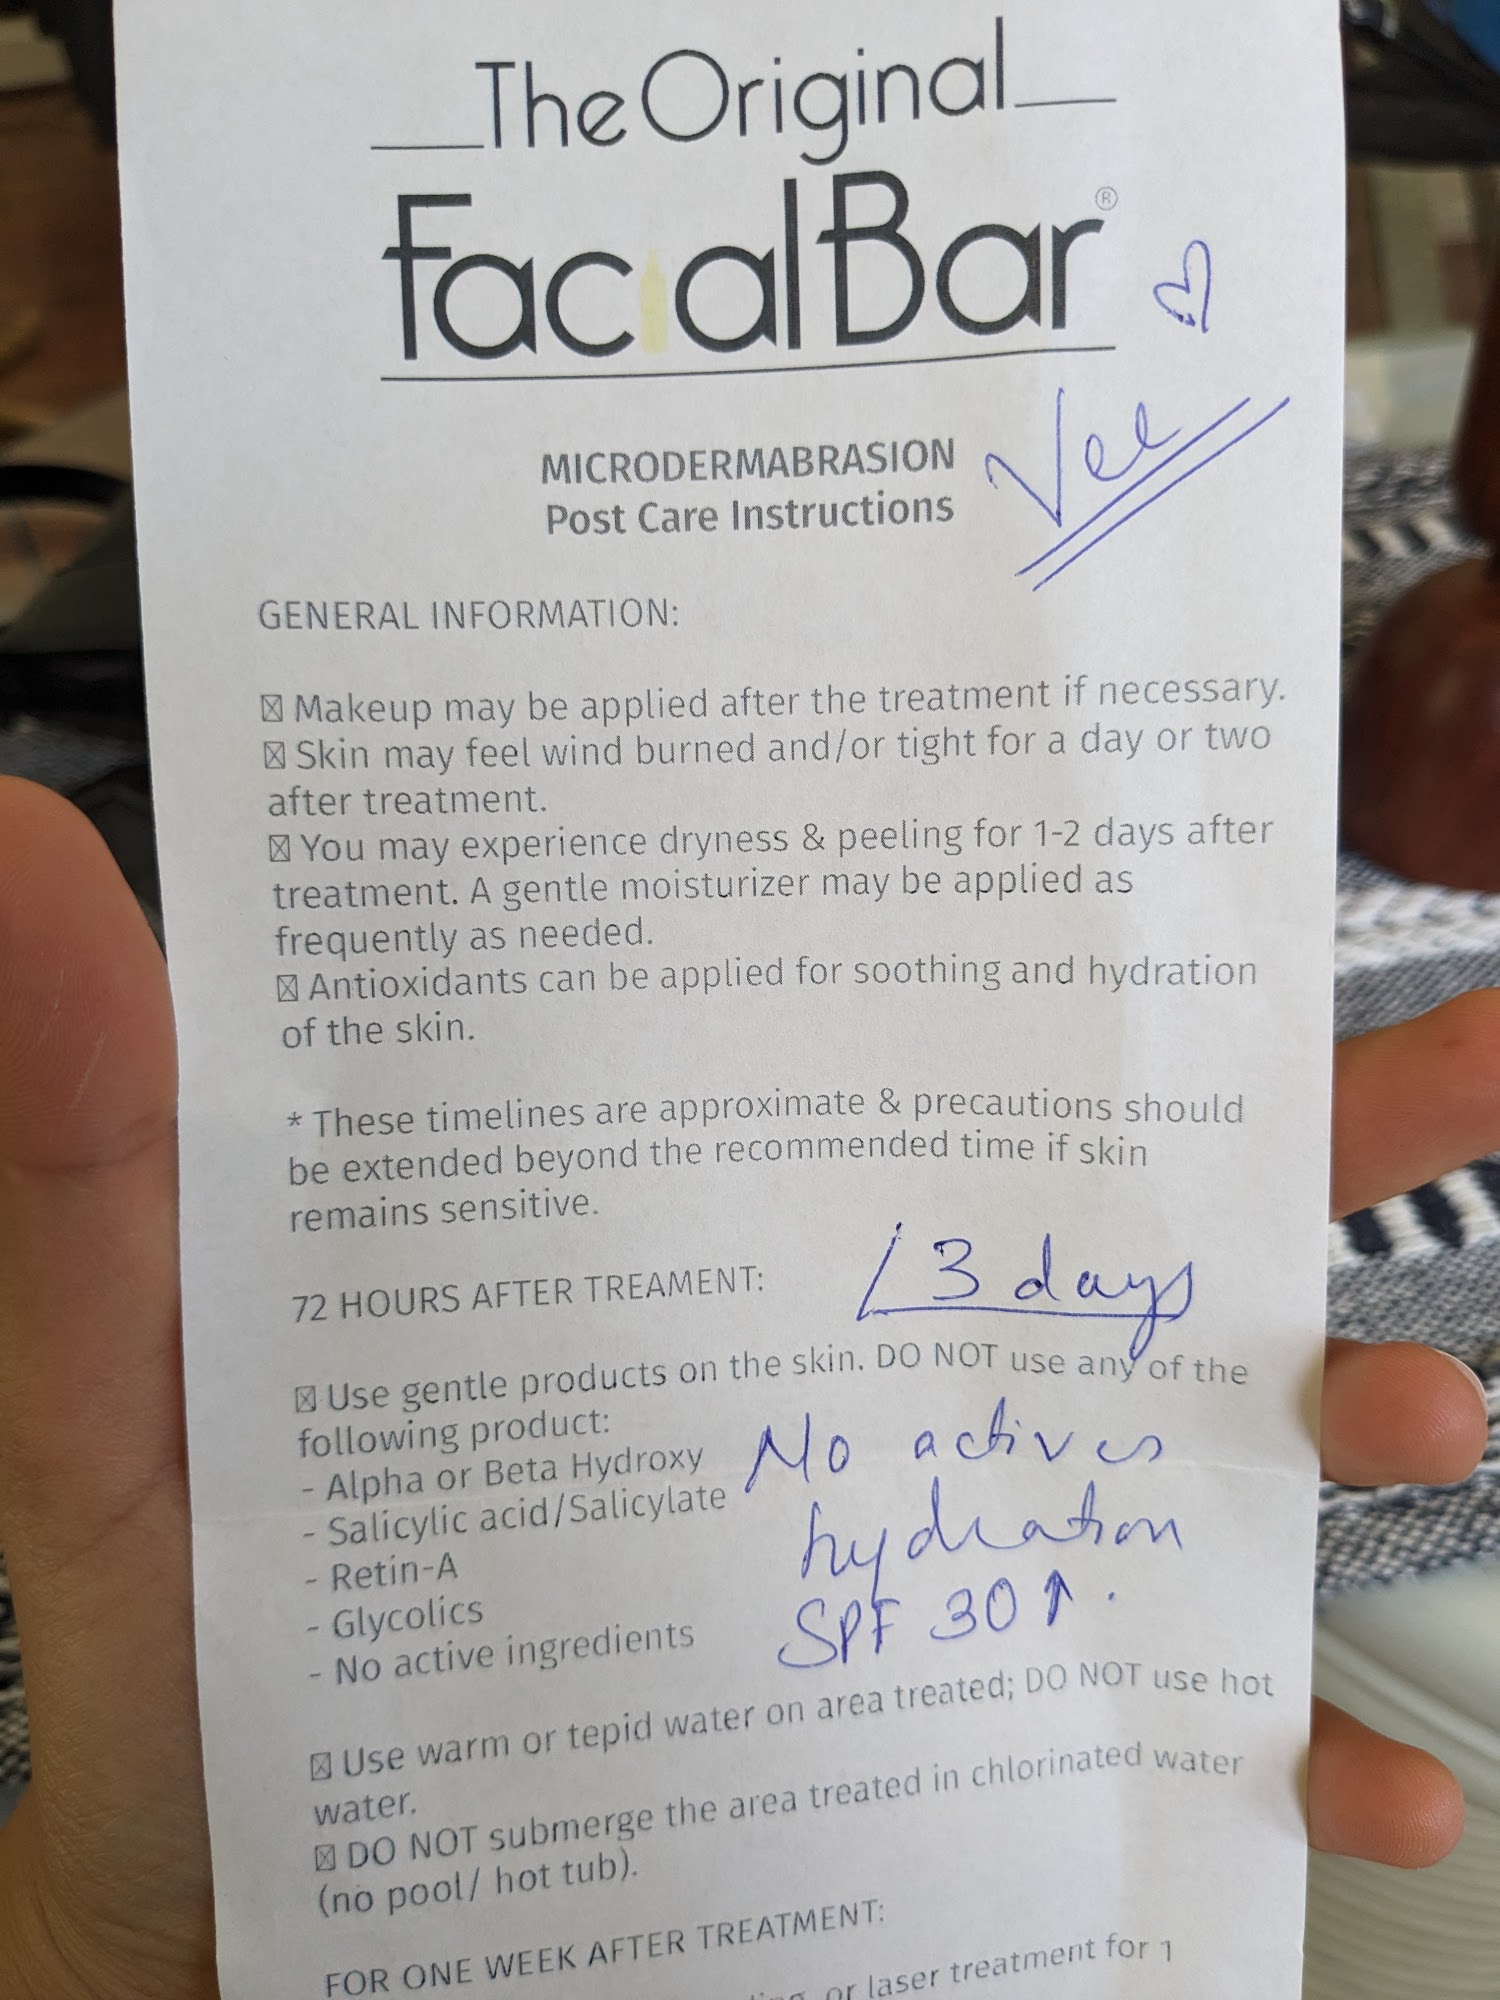 The Original
Facial Bar®
Vee
MICRODERMABRASION
Post Care Instructions
GENERAL INFORMATION:
☒ Makeup may be applied after the treatment if necessary.
☒ Skin may feel wind burned and/or tight for a day or two
after treatment.
☒ You may experience dryness & peeling for 1-2 days after
treatment. A gentle moisturizer may be applied as
frequently as needed.
☒ Antioxidants can be applied for soothing and hydration
of the skin.
* These timelines are approximate & precautions should
be extended beyond the recommended time if skin
remains sensitive.
72 HOURS AFTER TREAMENT: / 3 days
☒ Use gentle products on the skin. DO NOT use any of the
following product:
- Alpha or Beta Hydroxy No actives
- Salicylic acid/Salicylate
- Retin-A hydration
- Glycolics SPF 30 ↑.
- No active ingredients
☒ Use warm or tepid water on area treated; DO NOT use hot
water.
☒ DO NOT submerge the area treated in chlorinated water
(no pool/ hot tub).
FOR ONE WEEK AFTER TREATMENT:
or laser treatment for 1